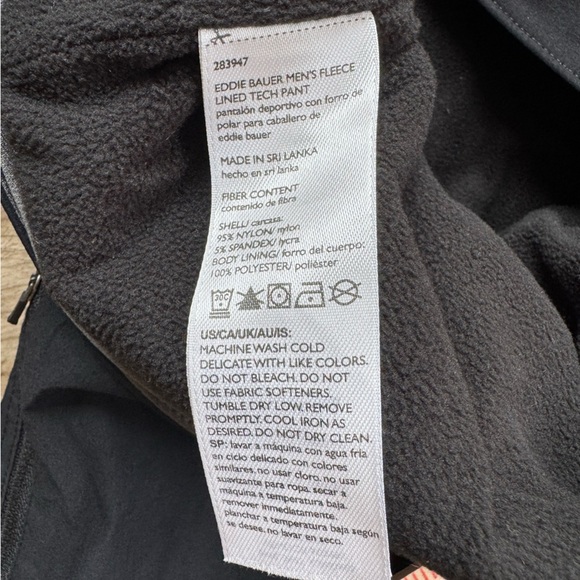 283947
EDDIE BAUER MEN'S FLEECE
LINED TECH PANT
pantalón deportivo con forro de
polar para caballero de
eddie bauer
MADE IN SRI LANKA
hecho en sri lanka
FIBER CONTENT
contenido de fibra
SHELL/ carcasa:
95% NYLON/ nylon
5% SPANDEX/ lycra
BODY LINING/ forro del cuerpo:
100% POLYESTER/ poliéster
30C
US/CA/UK/AU/IS:
MACHINE WASH COLD
DELICATE WITH LIKE COLORS.
DO NOT BLEACH. DO NOT
USE FABRIC SOFTENERS.
TUMBLE DRY LOW. REMOVE
PROMPTLY. COOL IRON AS
DESIRED. DO NOT DRY CLEAN.
SP: lavar a máquina con agua fría
en ciclo delicado con colores
similares. no usar cloro. no usar
suavizante para ropa. secar a
máquina a temperatura baja.
remover inmediatamente.
planchar a temperatura baja según
se desee. no lavar en seco.